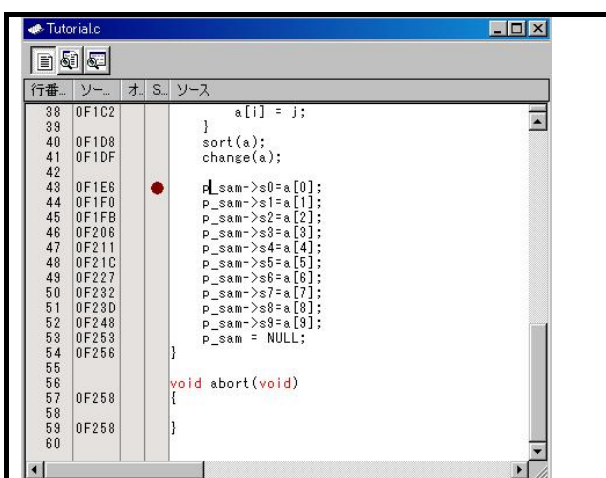 Tutorial.c
行番... ソー... オ.. S... ソース
38 0F1C2 a[i] = j;
39 }
40 0F1D8 sort(a);
41 0F1DF change(a);
42
43 0F1E6 p_sam->s0=a[0];
44 0F1F0 p_sam->s1=a[1];
45 0F1FB p_sam->s2=a[2];
46 0F206 p_sam->s3=a[3];
47 0F211 p_sam->s4=a[4];
48 0F21C p_sam->s5=a[5];
49 0F227 p_sam->s6=a[6];
50 0F232 p_sam->s7=a[7];
51 0F23D p_sam->s8=a[8];
52 0F248 p_sam->s9=a[9];
53 0F253 p_sam = NULL;
54 0F256 }
55
56 void abort(void)
57 0F258 {
58
59 0F258 }
60